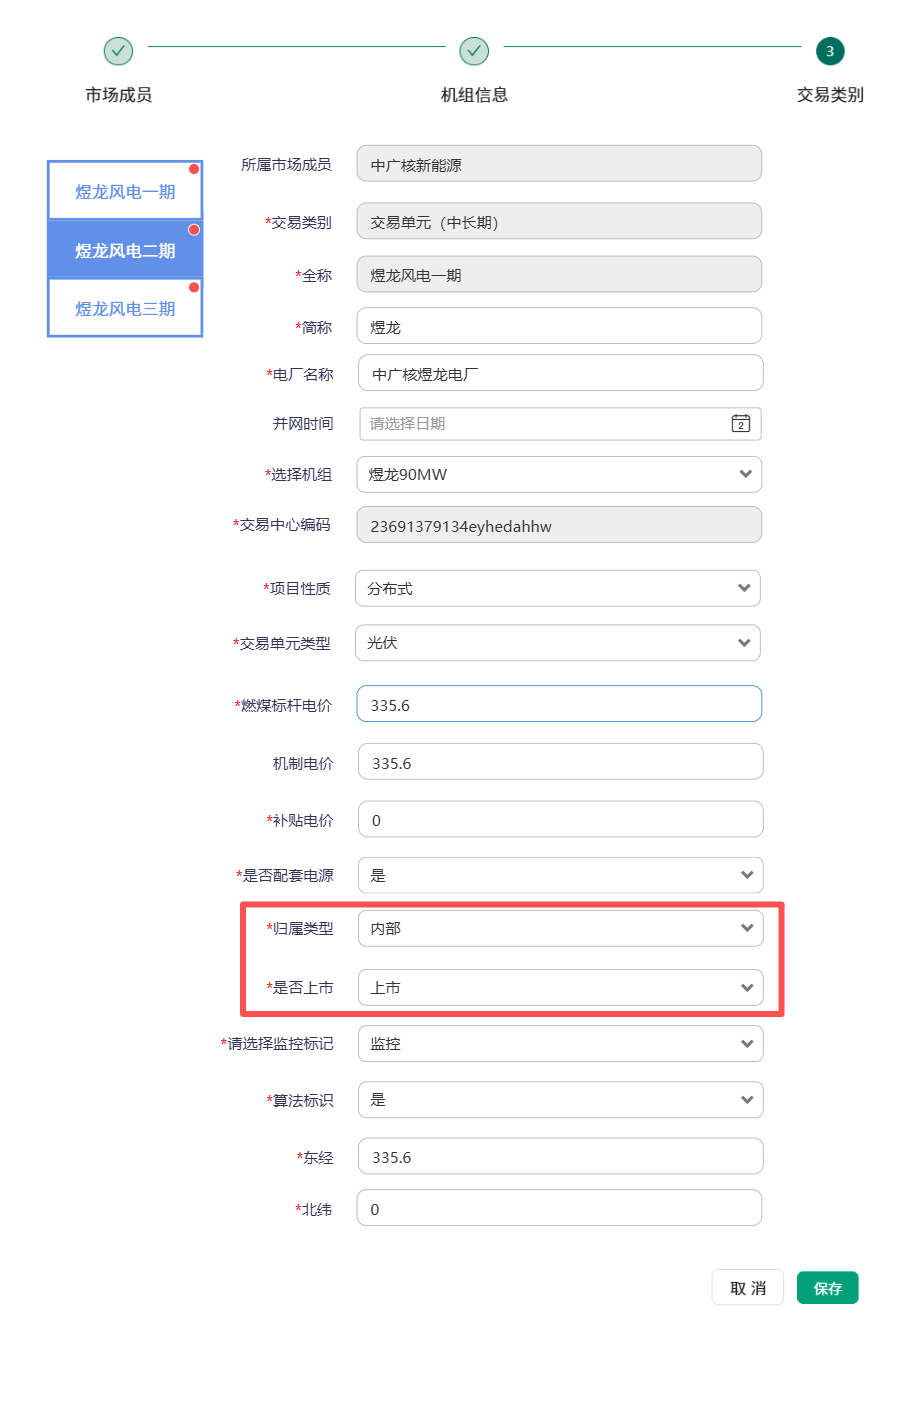 3
市场成员
机组信息
交易类别
煜龙风电一期
煜龙风电二期
煜龙风电三期
所属市场成员 中广核新能源
*交易类别 交易单元（中长期）
*全称 煜龙风电一期
*简称 煜龙
*电厂名称 中广核煜龙电厂
并网时间 请选择日期 2
*选择机组 煜龙90MW
*交易中心编码 23691379134eyhedahhw
*项目性质 分布式
*交易单元类型 光伏
*燃煤标杆电价 335.6
机制电价 335.6
*补贴电价 0
*是否配套电源 是
*归属类型 内部
*是否上市 上市
*请选择监控标记 监控
*算法标识 是
*东经 335.6
*北纬 0
取 消
保存